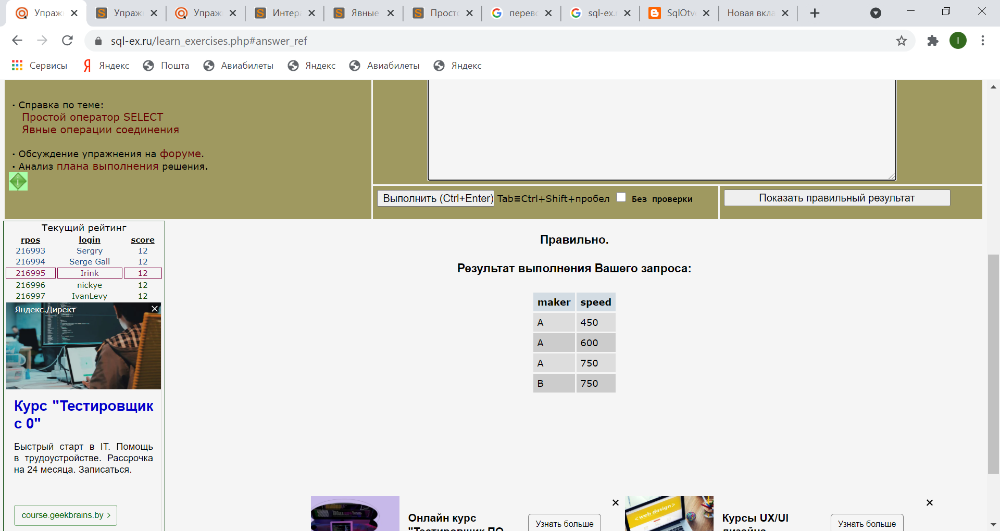 Упраж Упраж Упраж Интер Явные Просто перево sql-ex.r SqlOtve Новая вкла
sql-ex.ru/learn_exercises.php#answer_ref
I
Сервисы Яндекс Пошта Авиабилеты Яндекс Авиабилеты Яндекс
· Справка по теме:
Простой оператор SELECT
Явные операции соединения
· Обсуждение упражнения на форуме.
· Анализ плана выполнения решения.
Выполнить (Ctrl+Enter) Tab≡Ctrl+Shift+пробел Без проверки Показать правильный результат
Текущий рейтинг
rpos login score
216993 Sergry 12
216994 Serge Gall 12
216995 Irink 12
216996 nickye 12
216997 IvanLevy 12
Яндекс.Директ
Курс "Тестировщик
с 0"
Быстрый старт в IT. Помощь
в трудоустройстве. Рассрочка
на 24 месяца. Записаться.
course.geekbrains.by >
Правильно.
Результат выполнения Вашего запроса:
maker speed
A 450
A 600
A 750
B 750
Онлайн курс
"Тестировщик ПО
Узнать больше
<web design>
Курсы UX/UI
дизайна
Узнать больше